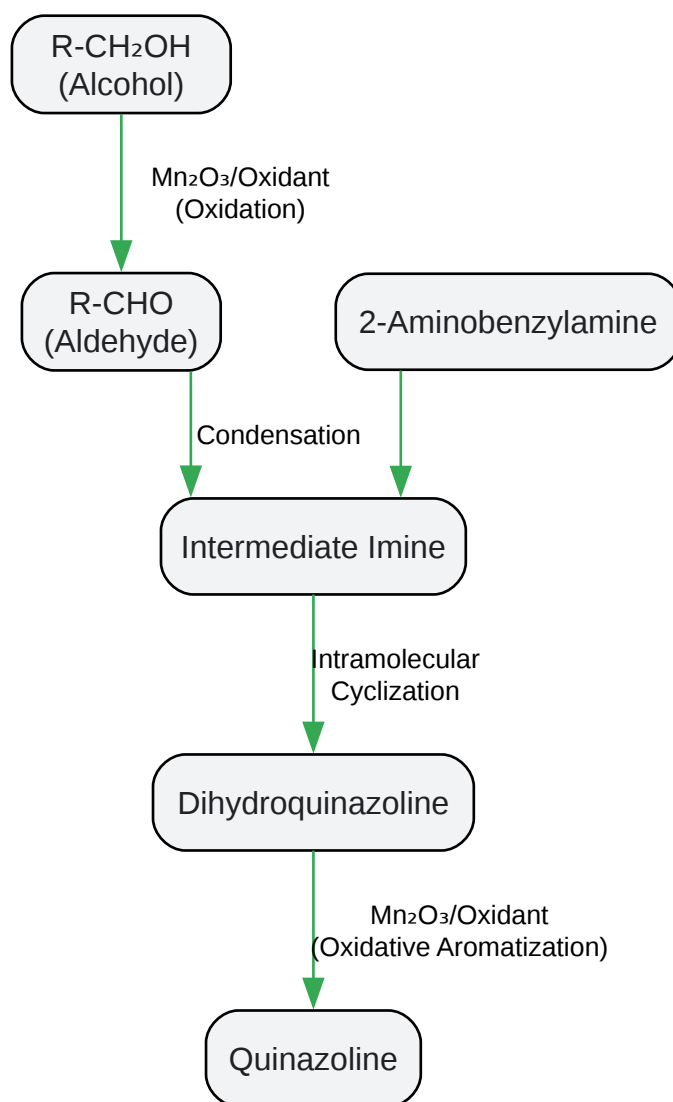 R-CH₂OH
(Alcohol)
Mn₂O₃/Oxidant
(Oxidation)
R-CHO
(Aldehyde)
2-Aminobenzylamine
Condensation
Intermediate Imine
Intramolecular
Cyclization
Dihydroquinazoline
Mn₂O₃/Oxidant
(Oxidative Aromatization)
Quinazoline